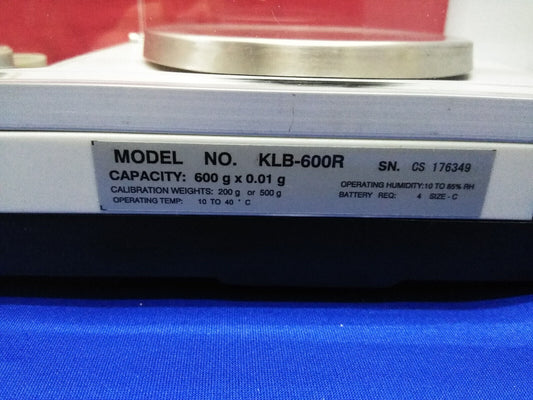 MODEL NO. KLB-600R SN. CS 176349
CAPACITY: 600 g x 0.01 g
CALIBRATION WEIGHTS: 200 g or 500 g
OPERATING TEMP: 10 TO 40 ° C
OPERATING HUMIDITY: 10 TO 85% RH
BATTERY REQ: 4 SIZE - C